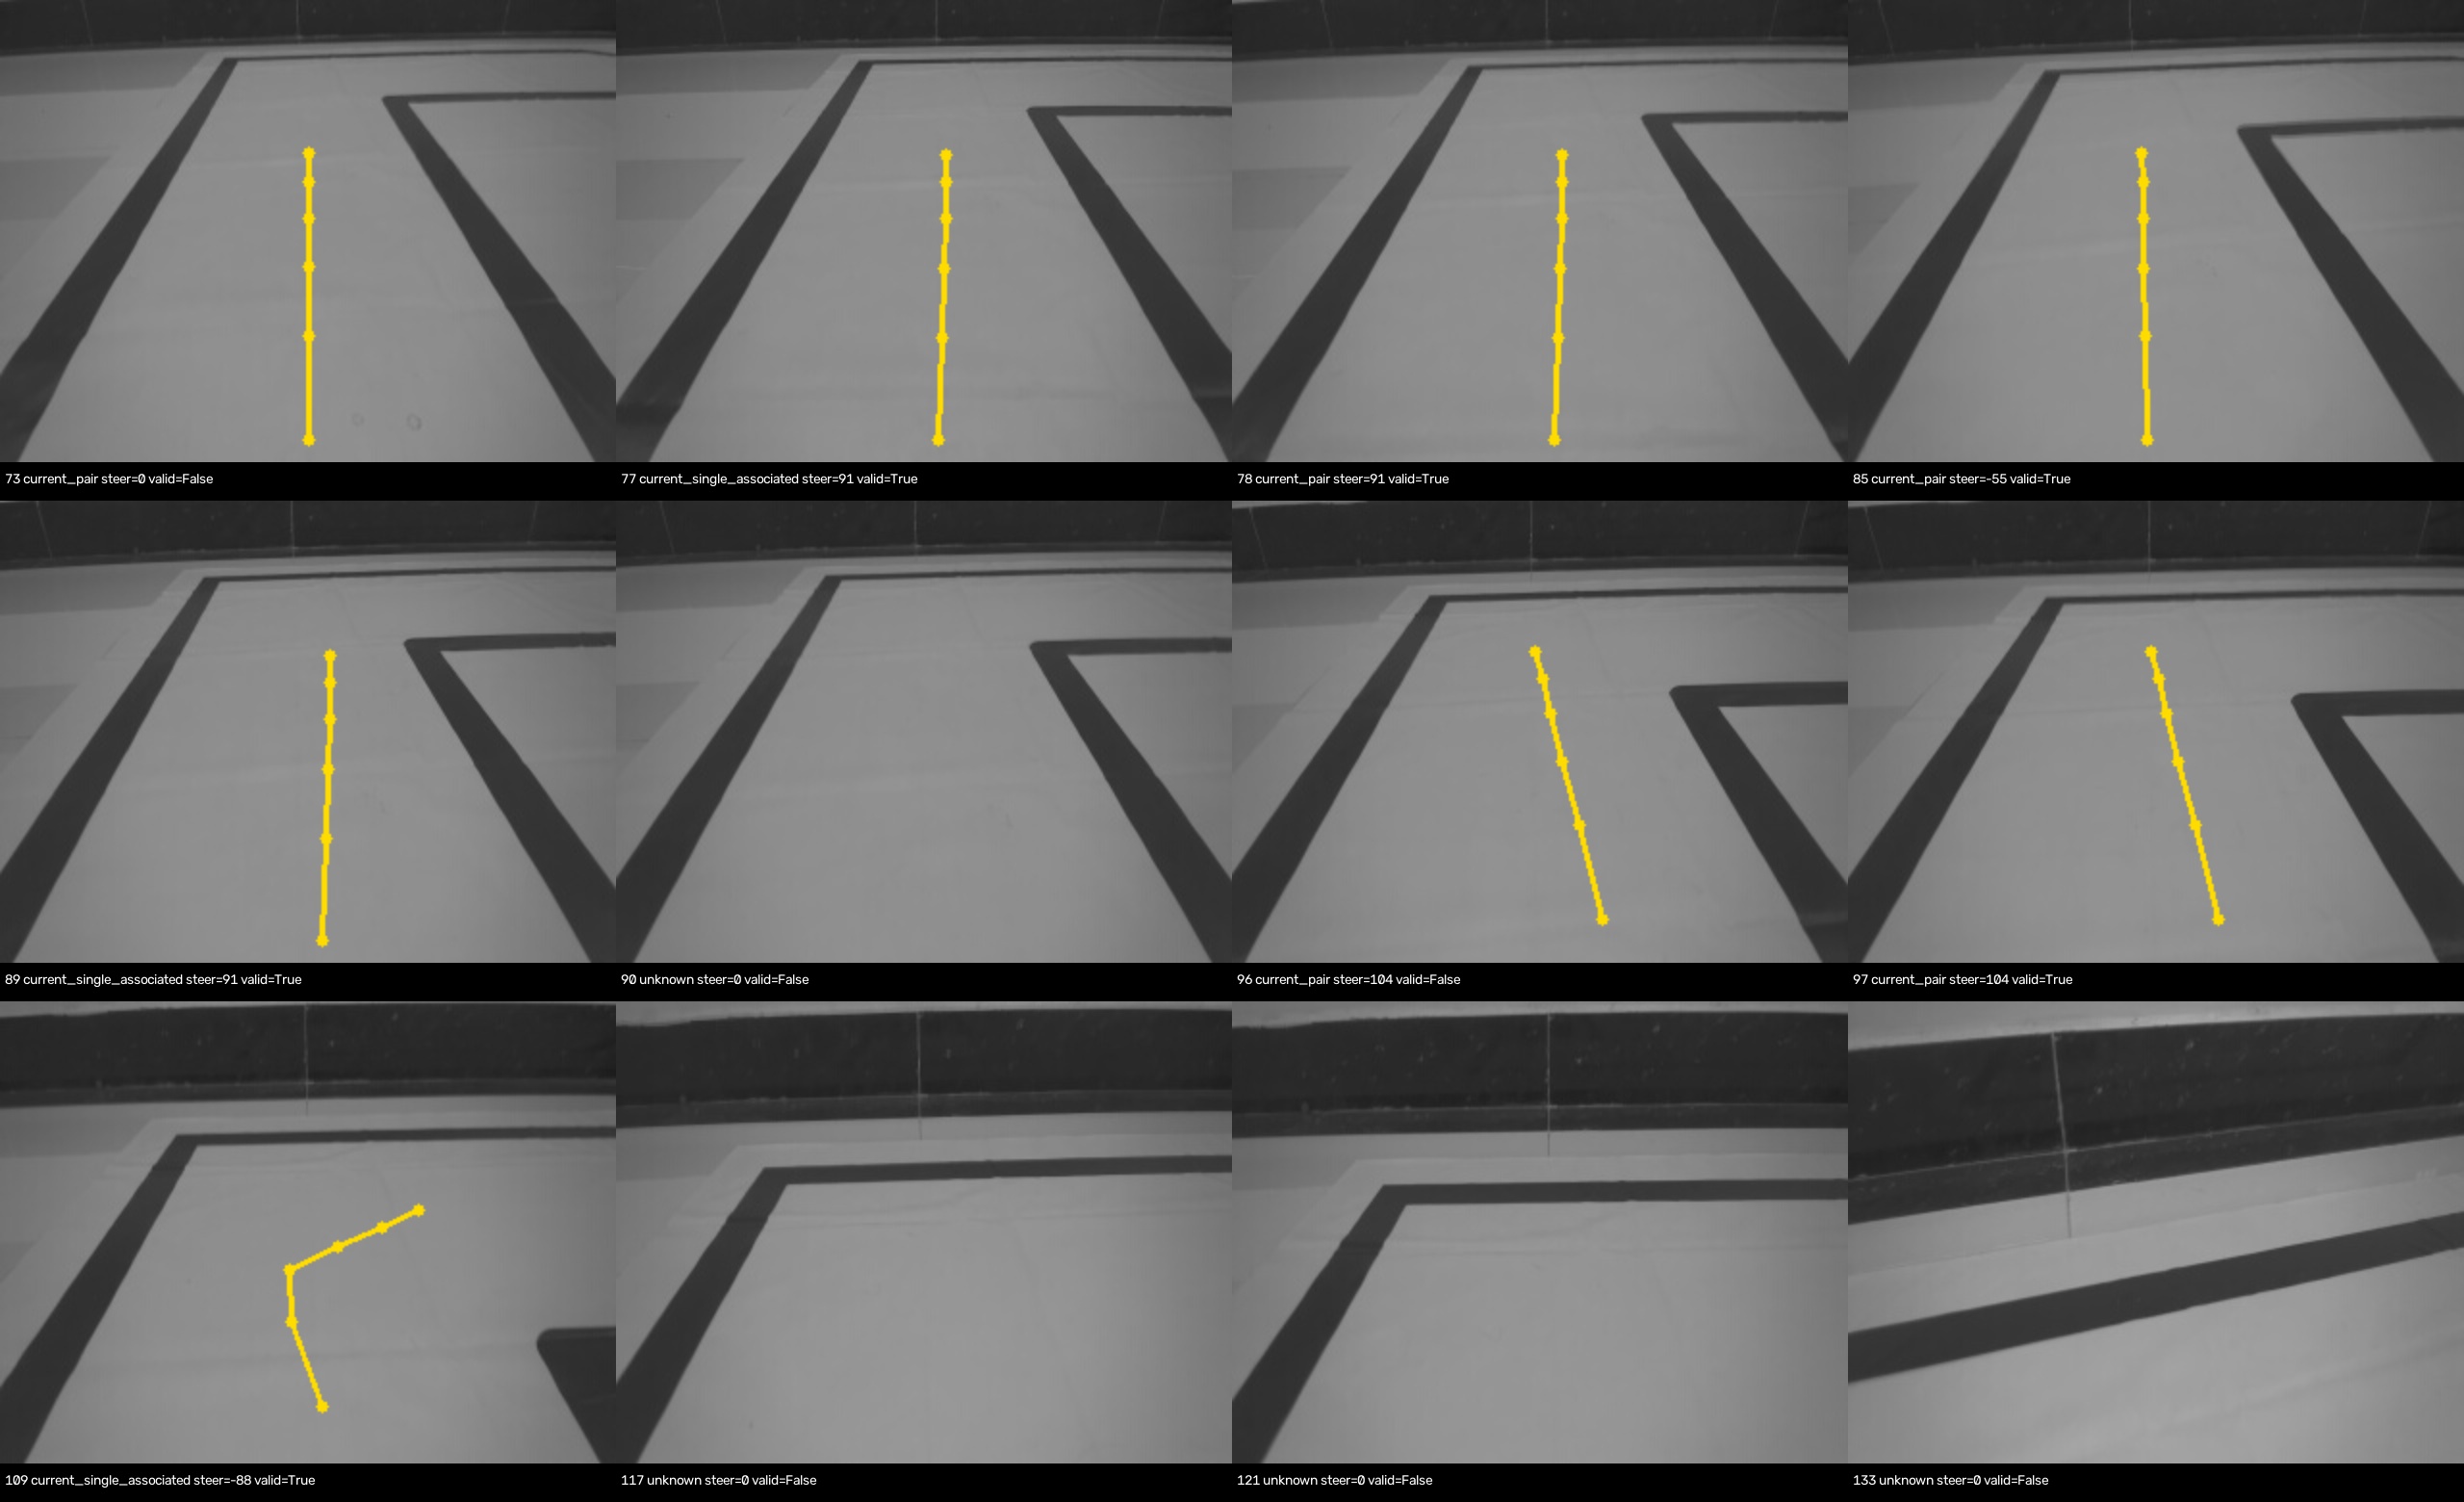 73 current_pair steer=0 valid=False
77 current_single_associated steer=91 valid=True
78 current_pair steer=91 valid=True
85 current_pair steer=-55 valid=True
89 current_single_associated steer=91 valid=True
90 unknown steer=0 valid=False
96 current_pair steer=104 valid=False
97 current_pair steer=104 valid=True
109 current_single_associated steer=-88 valid=True
117 unknown steer=0 valid=False
121 unknown steer=0 valid=False
133 unknown steer=0 valid=False